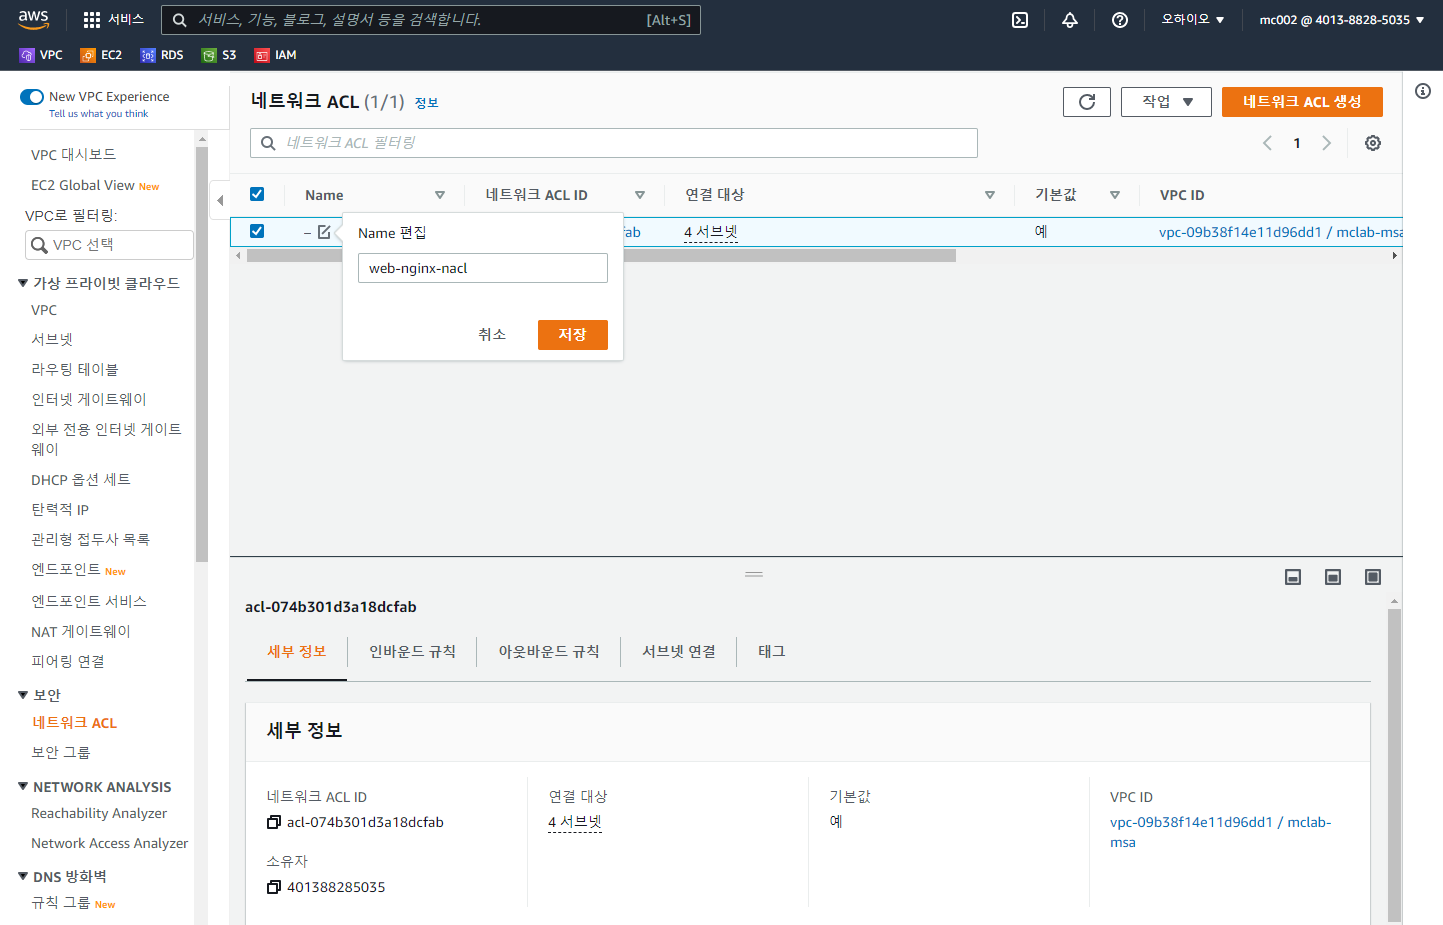 aws
서비스
서비스, 기능, 블로그, 설명서 등을 검색합니다.
[Alt+S]
오하이오
mc002 @ 4013-8828-5035
VPC
EC2
RDS
S3
IAM
New VPC Experience
Tell us what you think
VPC 대시보드
EC2 Global View New
VPC로 필터링:
VPC 선택
가상 프라이빗 클라우드
VPC
서브넷
라우팅 테이블
인터넷 게이트웨이
외부 전용 인터넷 게이트
웨이
DHCP 옵션 세트
탄력적 IP
관리형 접두사 목록
엔드포인트 New
엔드포인트 서비스
NAT 게이트웨이
피어링 연결
보안
네트워크 ACL
보안 그룹
NETWORK ANALYSIS
Reachability Analyzer
Network Access Analyzer
DNS 방화벽
규칙 그룹 New
네트워크 ACL (1/1) 정보
작업
네트워크 ACL 생성
네트워크 ACL 필터링
1
Name
네트워크 ACL ID
연결 대상
기본값
VPC ID
–
fab
4 서브넷
예
vpc-09b38f14e11d96dd1 / mclab-msa
Name 편집
web-nginx-nacl
취소
저장
acl-074b301d3a18dcfab
세부 정보
인바운드 규칙
아웃바운드 규칙
서브넷 연결
태그
세부 정보
네트워크 ACL ID
acl-074b301d3a18dcfab
연결 대상
4 서브넷
기본값
예
VPC ID
vpc-09b38f14e11d96dd1 / mclab-
msa
소유자
401388285035